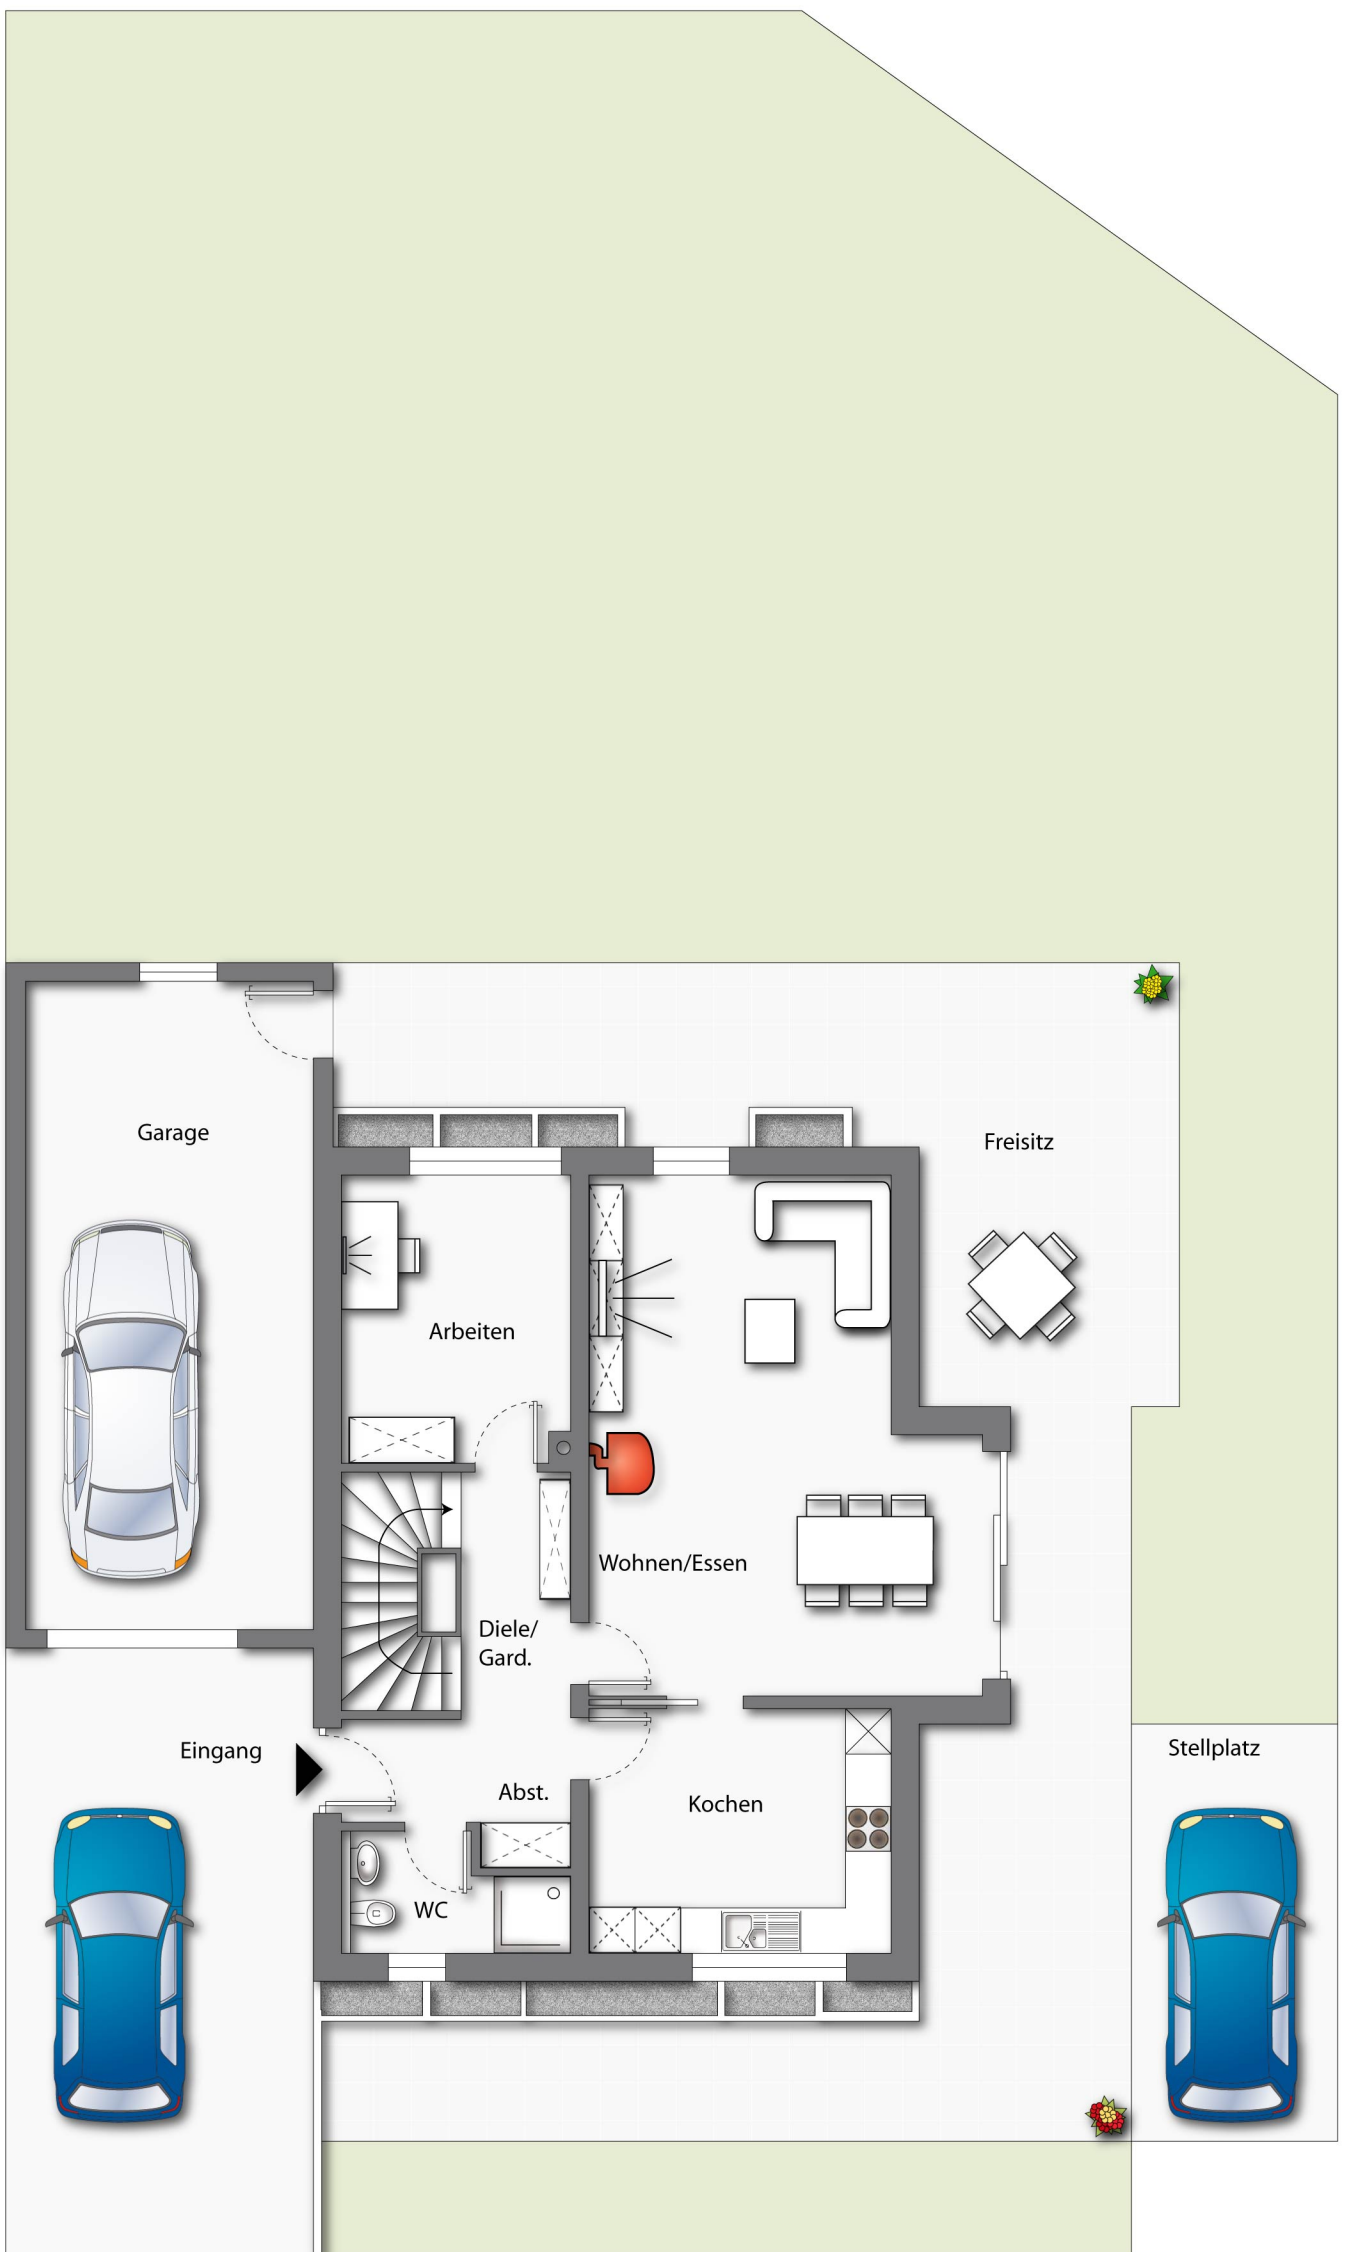 Garage
Freisitz
Arbeiten
Wohnen/Essen
Diele/
Gard.
Eingang
Stellplatz
Abst.
Kochen
WC